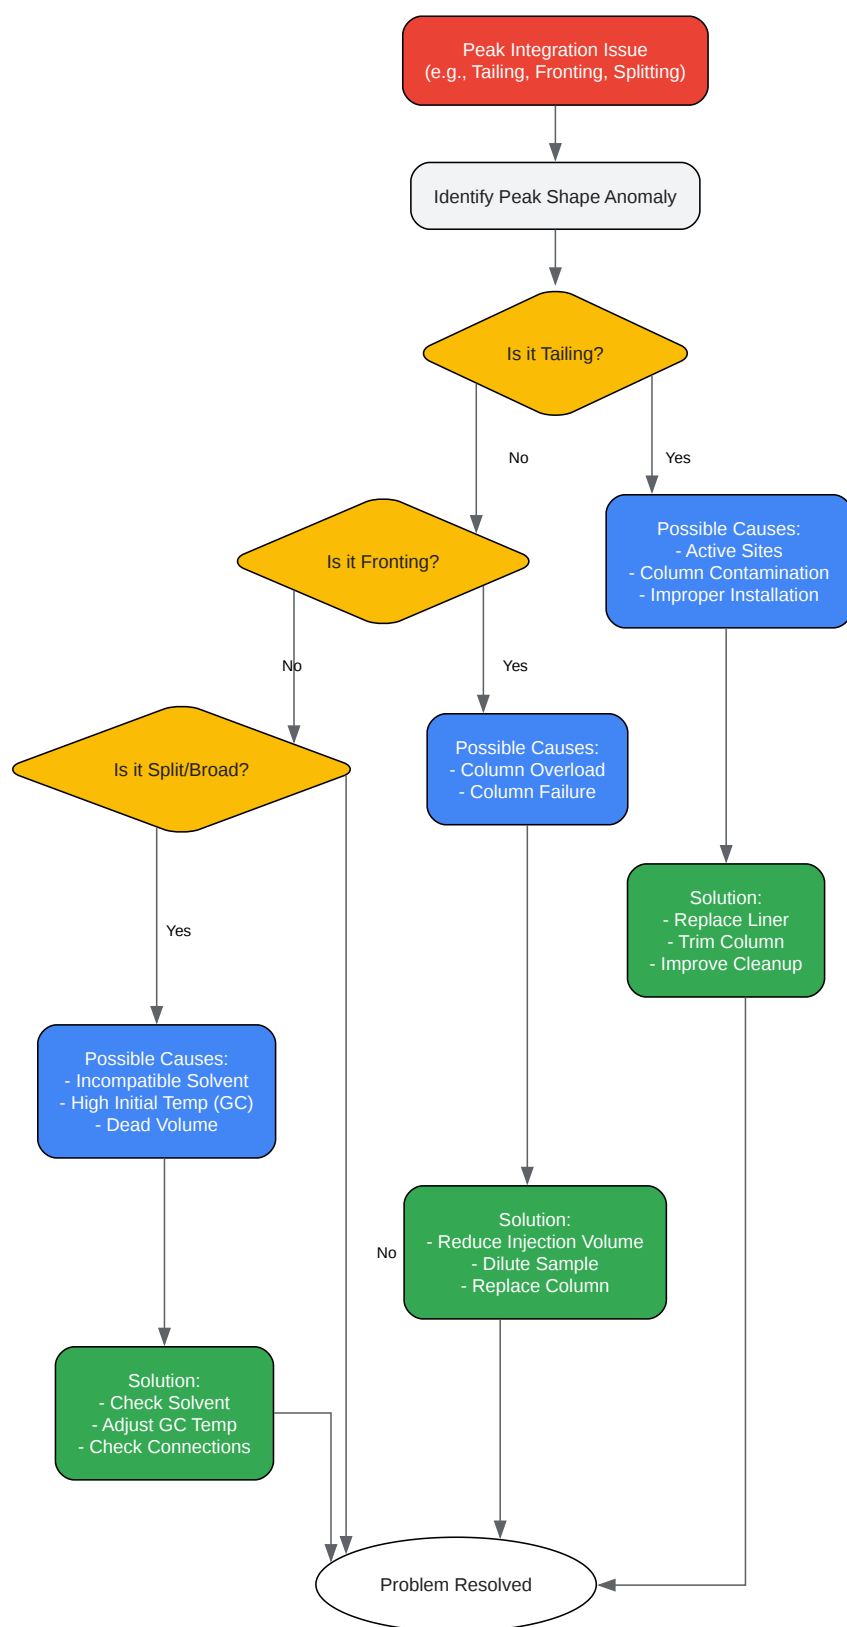 Peak Integration Issue
(e.g., Tailing, Fronting, Splitting)
Identify Peak Shape Anomaly
Is it Tailing?
No
Yes
Possible Causes:
- Active Sites
- Column Contamination
- Improper Installation
Is it Fronting?
No
Yes
Possible Causes:
- Column Overload
- Column Failure
Is it Split/Broad?
Yes
Solution:
- Replace Liner
- Trim Column
- Improve Cleanup
Possible Causes:
- Incompatible Solvent
- High Initial Temp (GC)
- Dead Volume
No
Solution:
- Reduce Injection Volume
- Dilute Sample
- Replace Column
Solution:
- Check Solvent
- Adjust GC Temp
- Check Connections
Problem Resolved